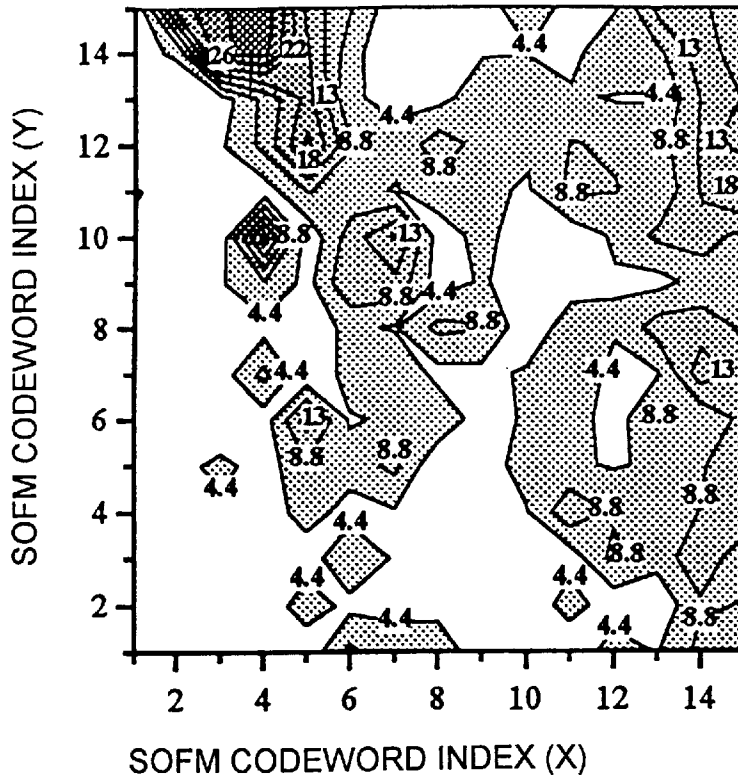 26 22 4.4 13
14
13 4.4
4.4
SOFM CODEWORD INDEX (Y)
12 18 8.8 8.8 8.8 13
8.8 18
10 8.8 13
8.8 4.4
4.4
8 8.8
4.4 4.4 13
6 13 8.8
8.8 8.8
4.4 8.8
4 8.8
4.4 8.8
4.4 4.4
2 4.4 8.8
4.4
2 4 6 8 10 12 14
SOFM CODEWORD INDEX (X)